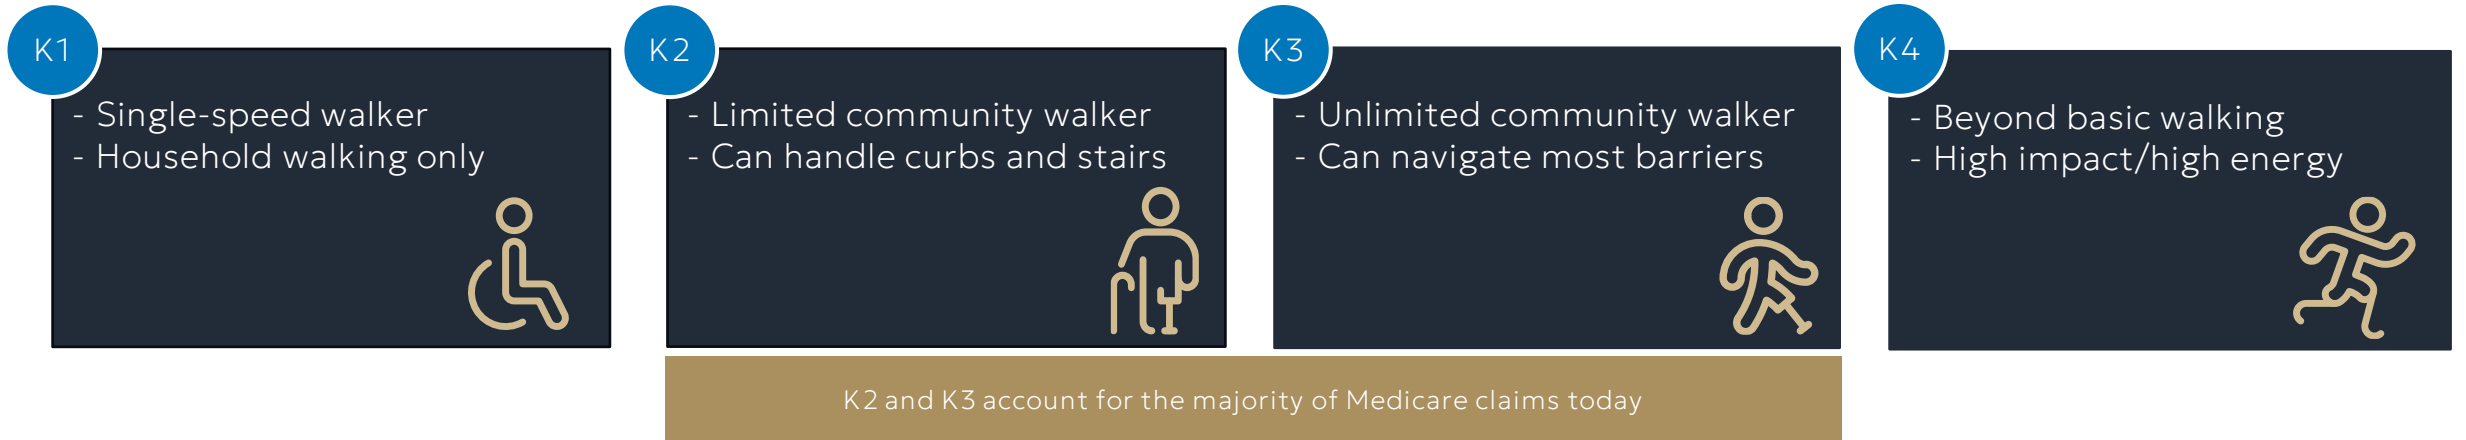 K1
- Single-speed walker
- Household walking only
K2
- Limited community walker
- Can handle curbs and stairs
K3
- Unlimited community walker
- Can navigate most barriers
K4
- Beyond basic walking
- High impact/high energy
K2 and K3 account for the majority of Medicare claims today